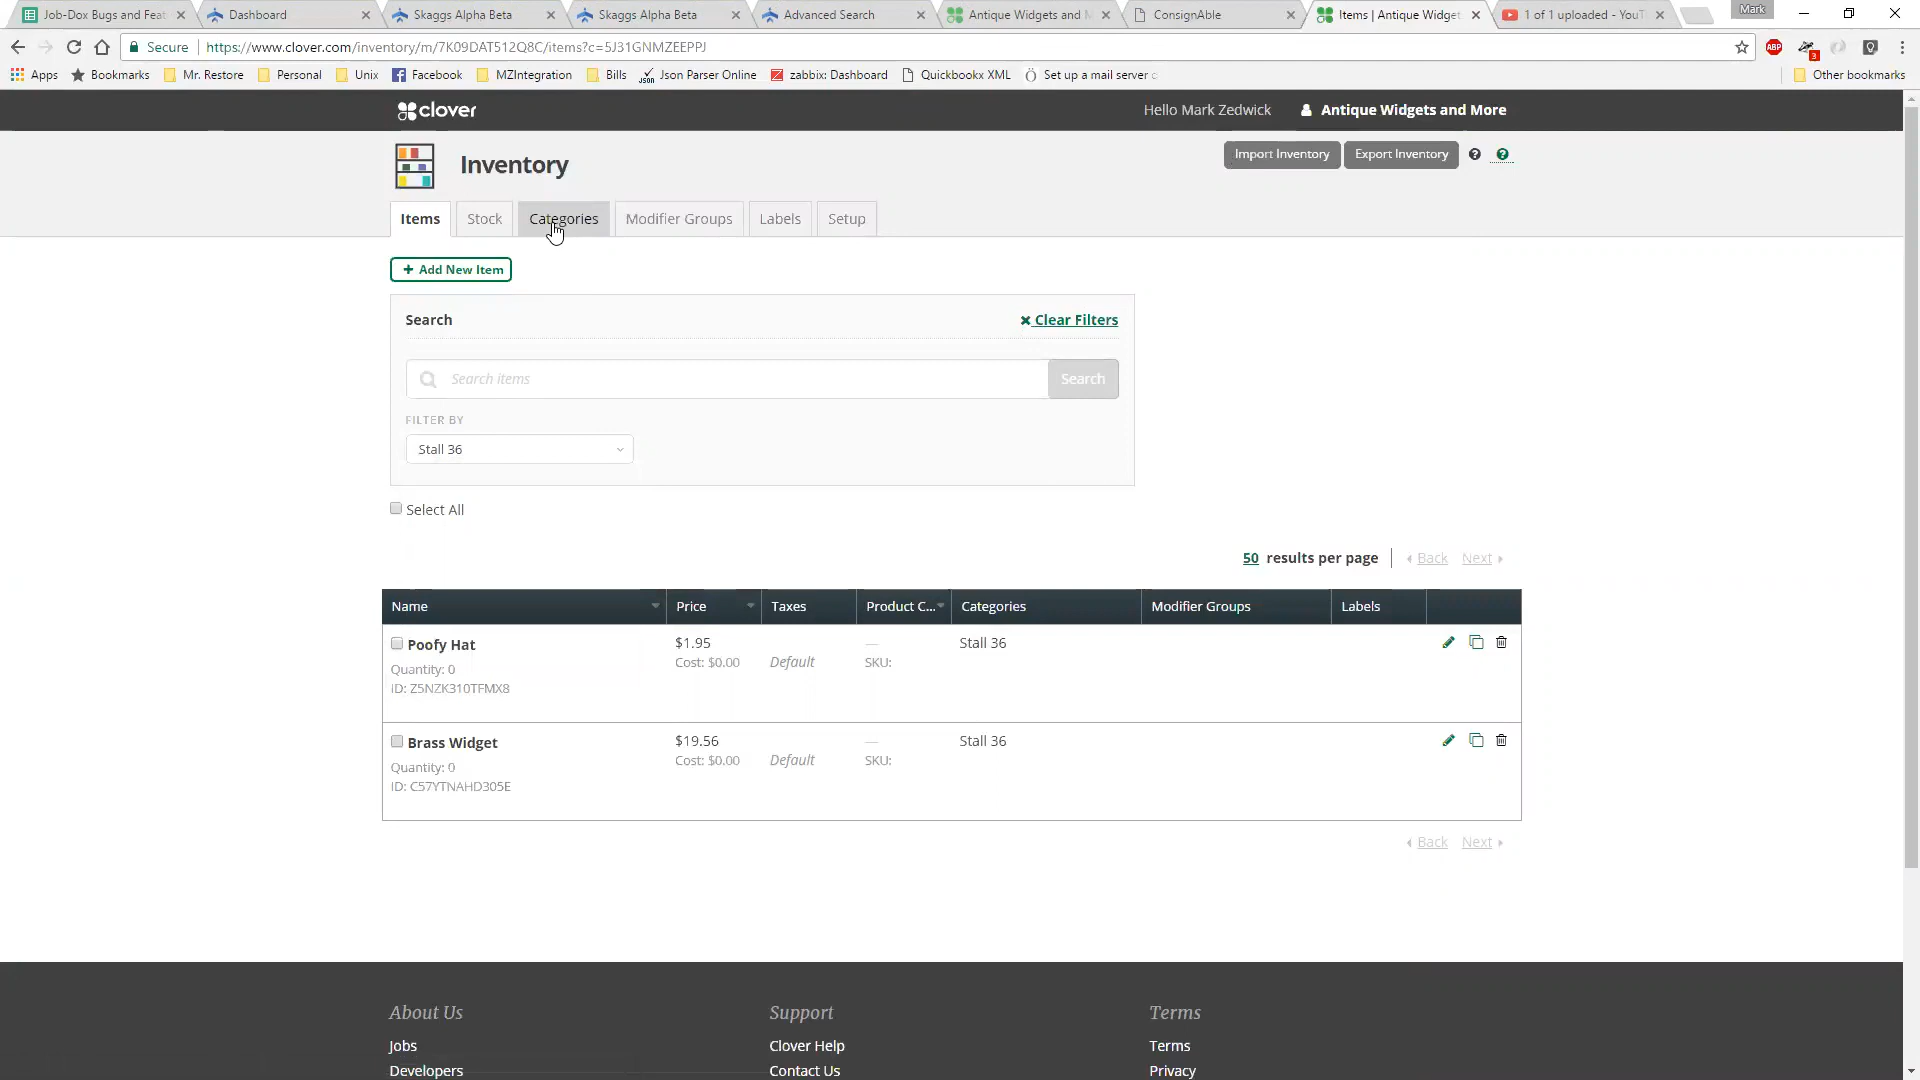 Job-Dox Bugs and Feat
Dashboard
Skaggs Alpha Beta
Skaggs Alpha Beta
Advanced Search
Antique Widgets and M
ConsignAble
Items | Antique Widget
1 of 1 uploaded - YouT
Mark
Secure
https://www.clover.com/inventory/m/7K09DAT512Q8C/items?c=5J31GNMZEEPPJ
ABP
3
Apps
Bookmarks
Mr. Restore
Personal
Unix
Facebook
MZIntegration
Bills
Json Parser Online
zabbix: Dashboard
Quickbookx XML
Set up a mail server
Other bookmarks
clover
Hello Mark Zedwick
Antique Widgets and More
Inventory
Import Inventory
Export Inventory
Items
Stock
Categories
Modifier Groups
Labels
Setup
+ Add New Item
Search
× Clear Filters
Search items
Search
FILTER BY
Stall 36
Select All
50 results per page
Back Next
Name Price Taxes Product C... Categories Modifier Groups Labels
Poofy Hat $1.95 — Stall 36
Quantity: 0 Cost: $0.00 Default SKU:
ID: Z5NZK310TFMX8
Brass Widget $19.56 — Stall 36
Quantity: 0 Cost: $0.00 Default SKU:
ID: C57YTNAHD305E
Back Next
About Us Support Terms
Jobs Clover Help Terms
Developers Contact Us Privacy